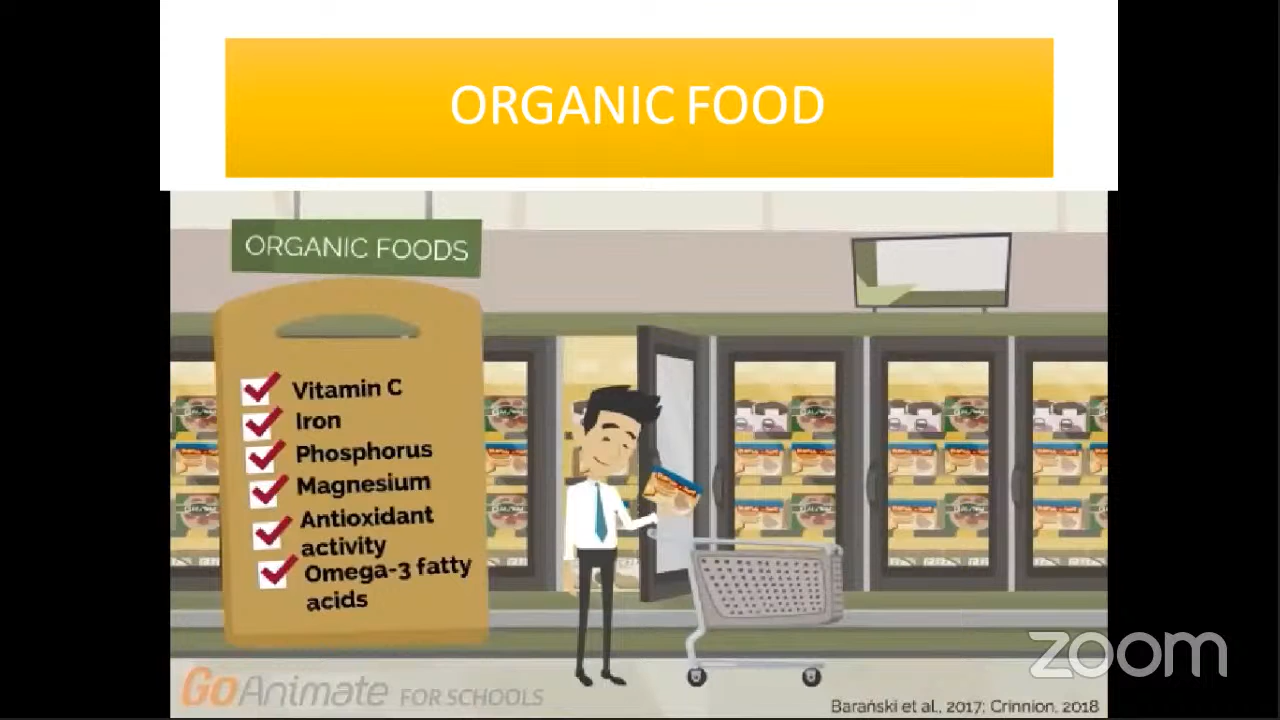 ORGANIC FOOD
ORGANIC FOODS
Vitamin C
Iron
Phosphorus
Magnesium
Antioxidant
activity
Omega-3 fatty
acids
GoAnimate FOR SCHOOLS
zoom
Barański et al., 2017; Crinnion, 2018